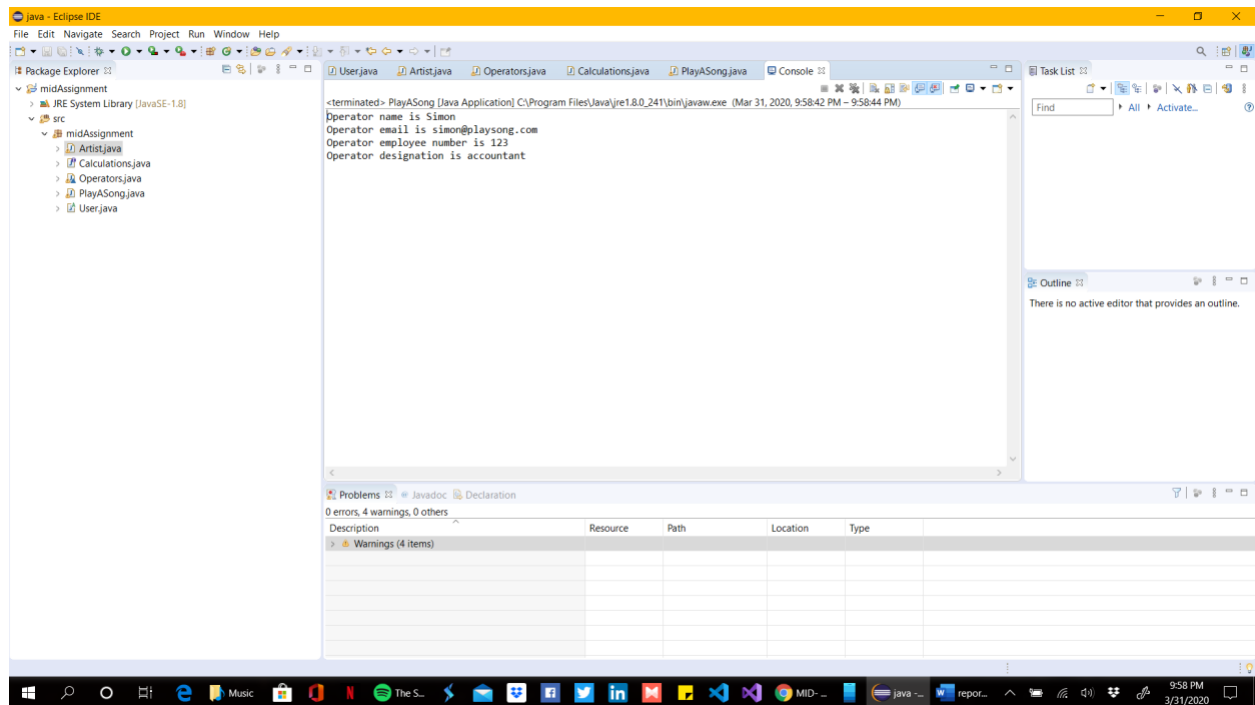 java - Eclipse IDE
File Edit Navigate Search Project Run Window Help
Package Explorer
midAssignment
JRE System Library [JavaSE-1.8]
src
midAssignment
Artist.java
Calculations.java
Operators.java
PlayASong.java
User.java
User.java Artist.java Operators.java Calculations.java PlayASong.java Console
<terminated> PlayASong [Java Application] C:\Program Files\Java\jre1.8.0_241\bin\javaw.exe (Mar 31, 2020, 9:58:42 PM – 9:58:44 PM)
Operator name is Simon
Operator email is simon@playsong.com
Operator employee number is 123
Operator designation is accountant
Task List
Find All Activate...
Outline
There is no active editor that provides an outline.
Problems Javadoc Declaration
0 errors, 4 warnings, 0 others
Description Resource Path Location Type
Warnings (4 items)
Music The S... MID-... java -... repor...
9:58 PM
3/31/2020